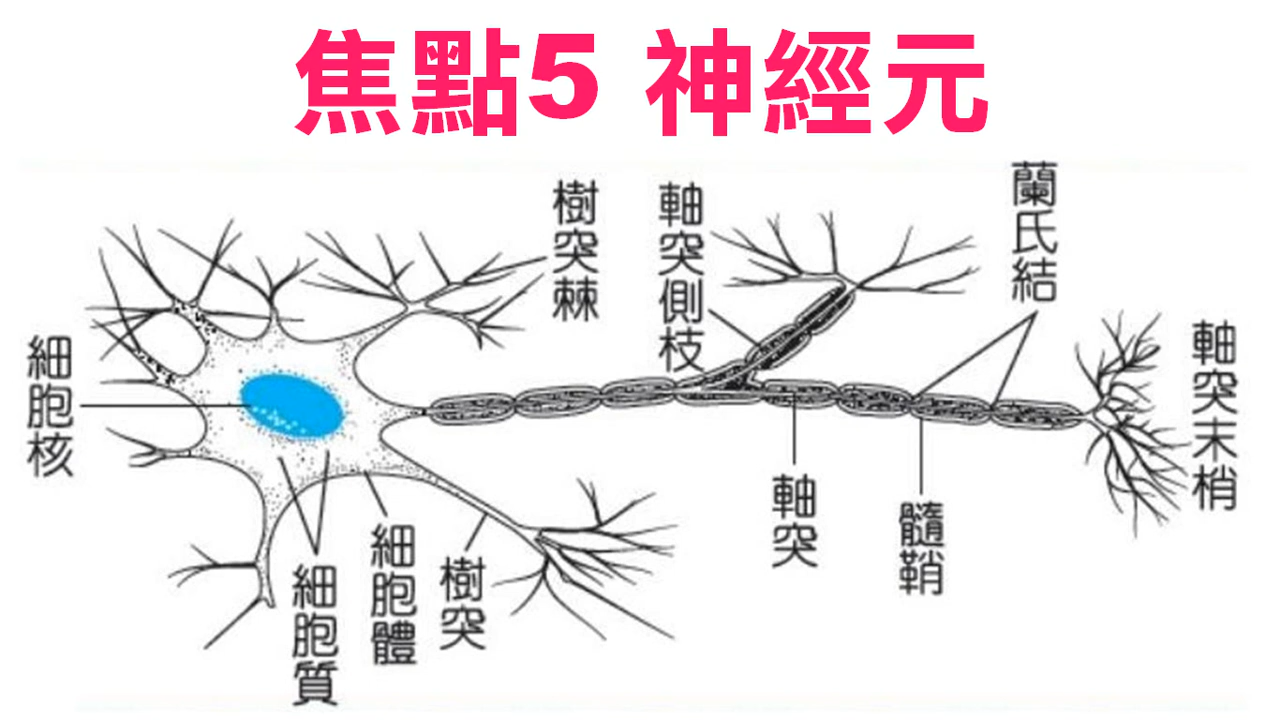 焦點5 神經元
樹突棘
軸突側枝
蘭氏結
軸突末梢
細胞核
軸突
髓鞘
樹突
細胞體
細胞質